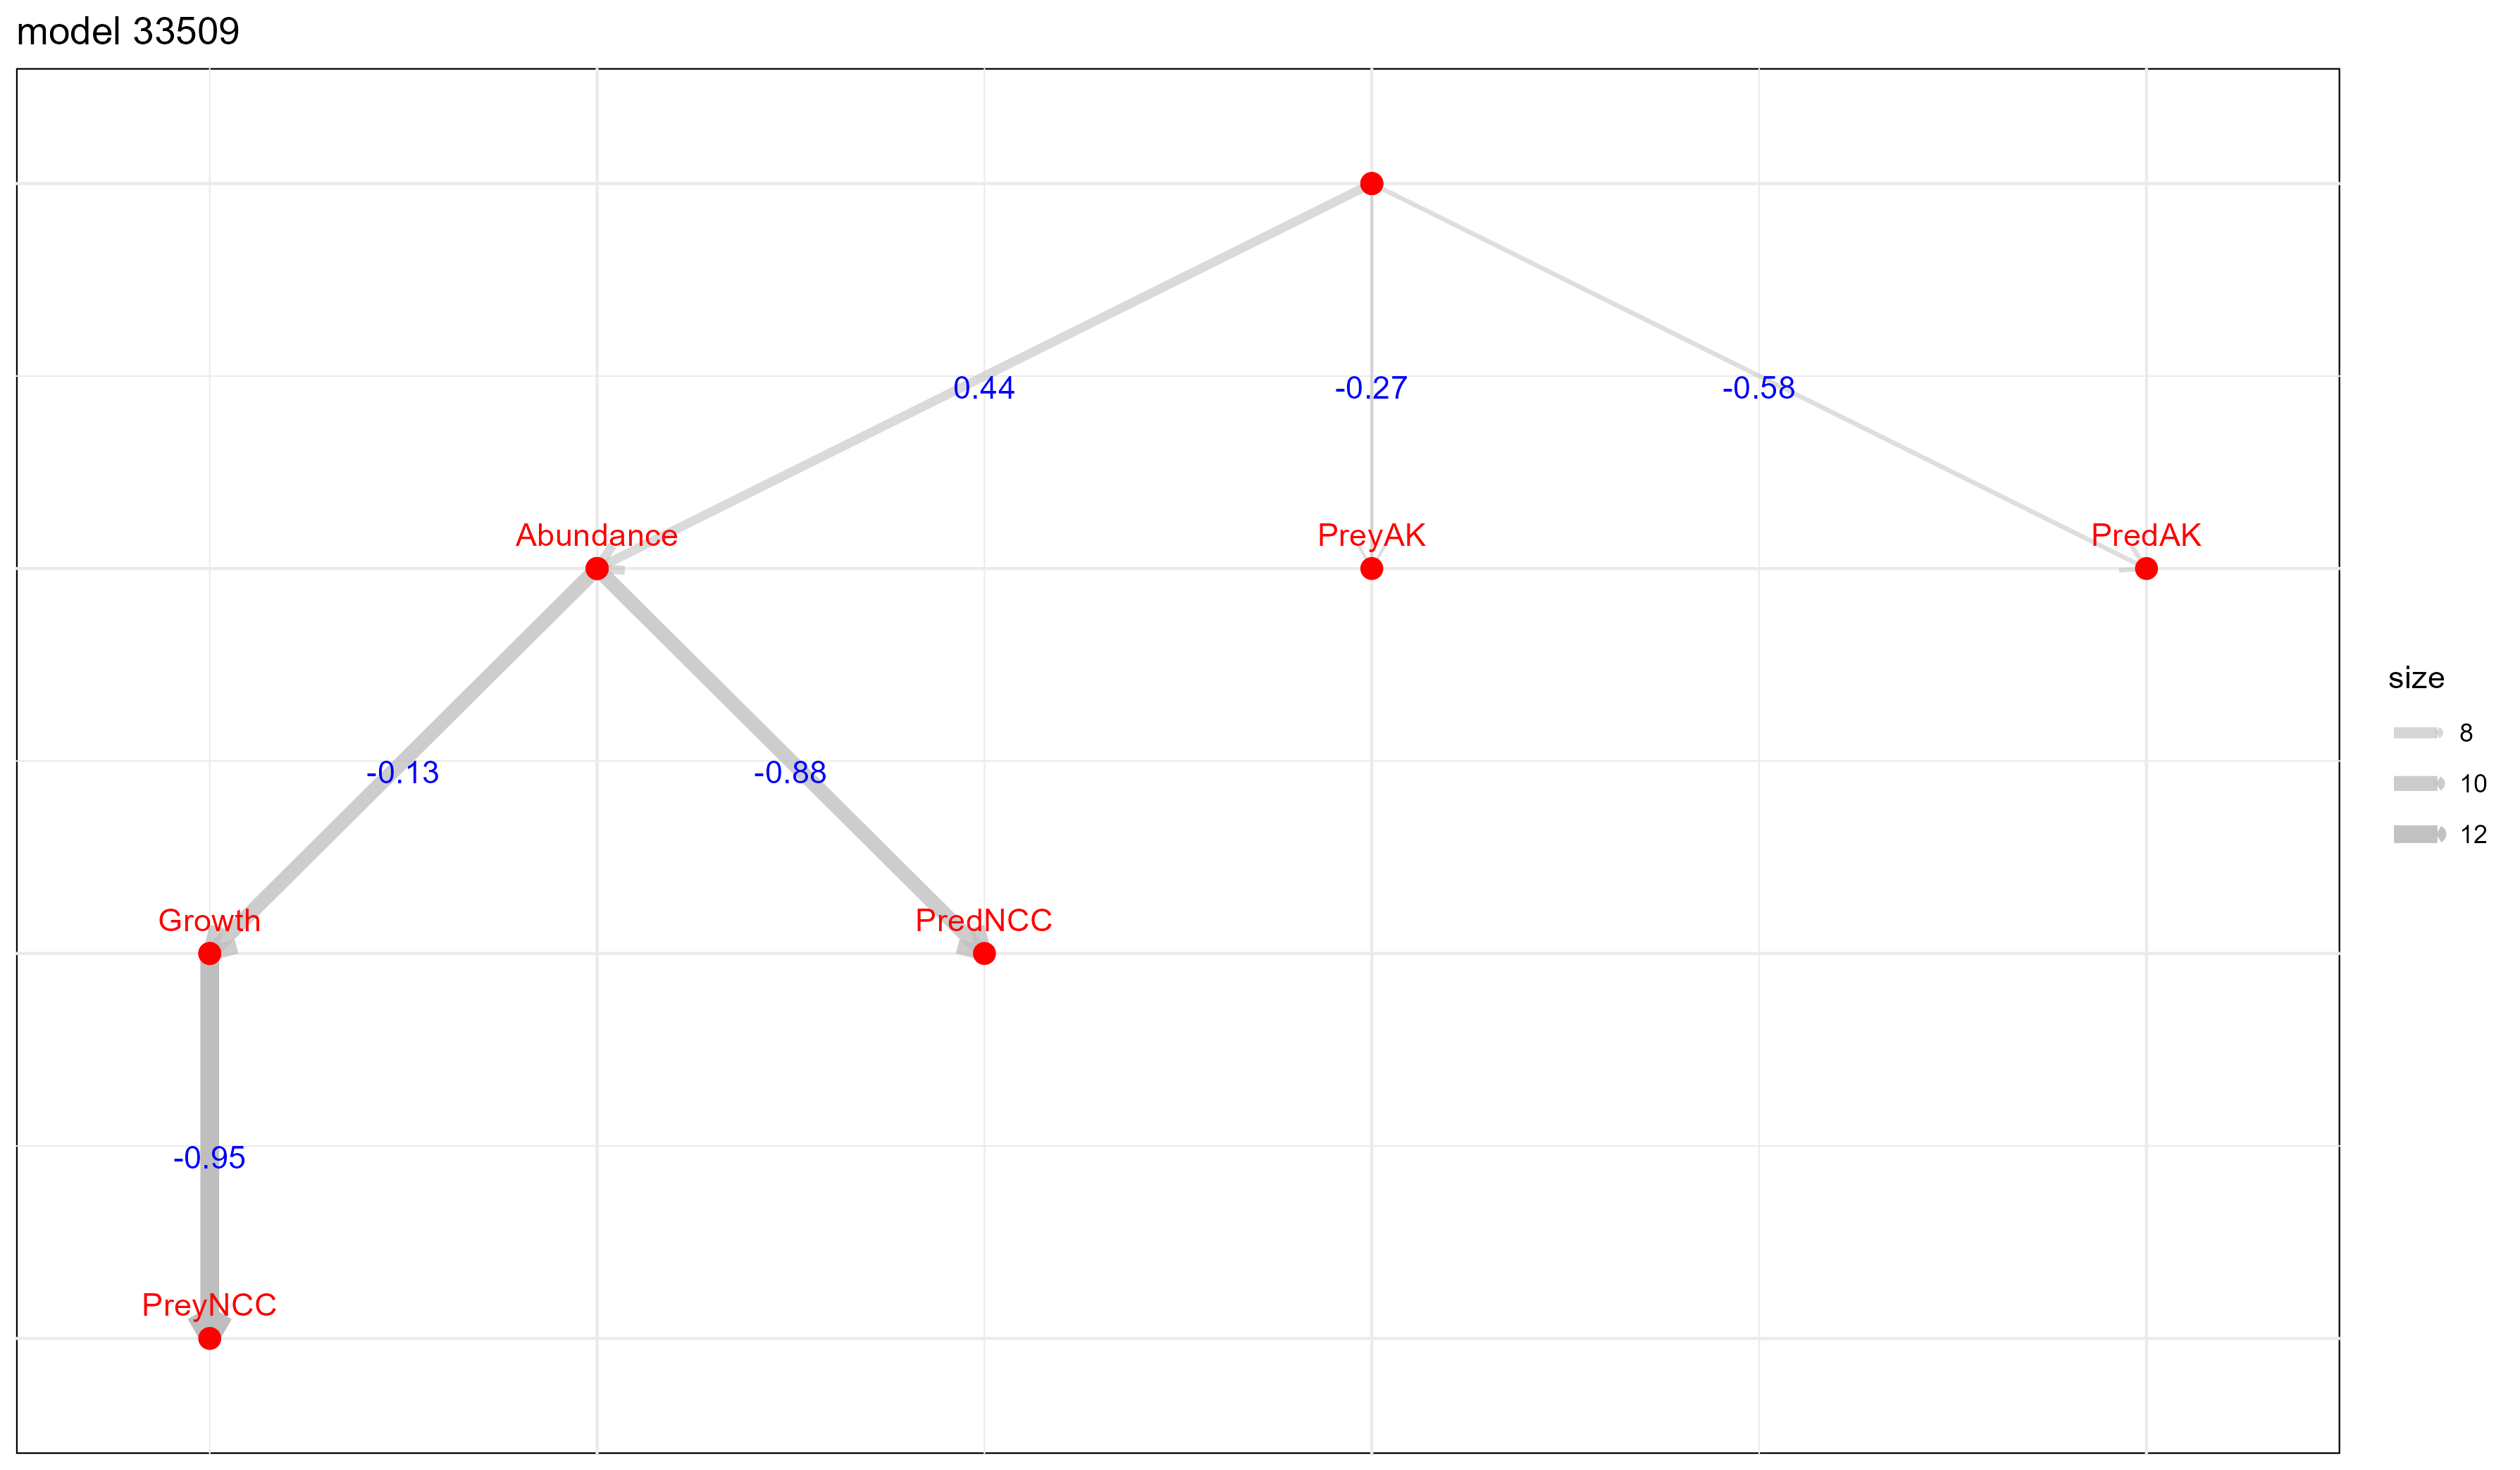 model 33509
0.44
-0.27
-0.58
Abundance
PreyAK
PredAK
size
8
10
12
-0.13
-0.88
Growth
PredNCC
-0.95
PreyNCC